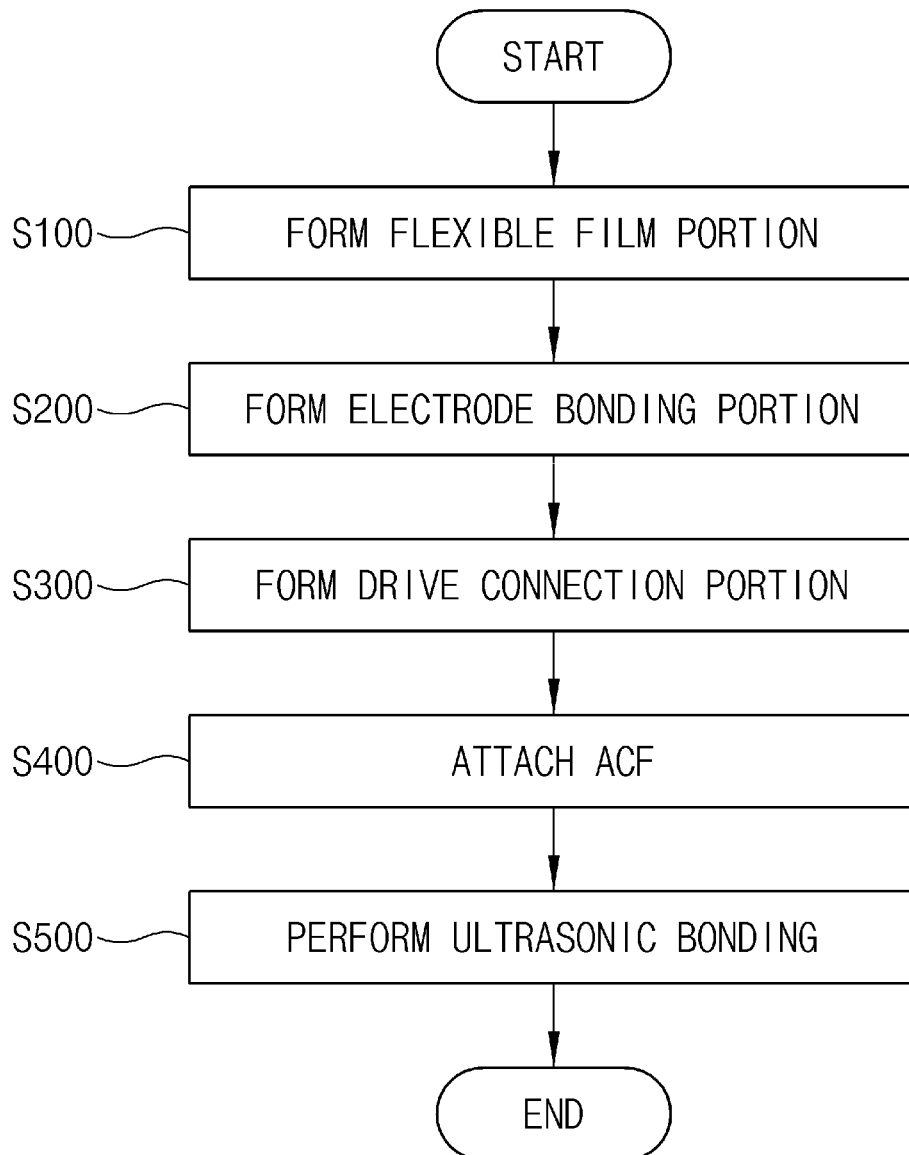 START
S100 FORM FLEXIBLE FILM PORTION
S200 FORM ELECTRODE BONDING PORTION
S300 FORM DRIVE CONNECTION PORTION
S400 ATTACH ACF
S500 PERFORM ULTRASONIC BONDING
END